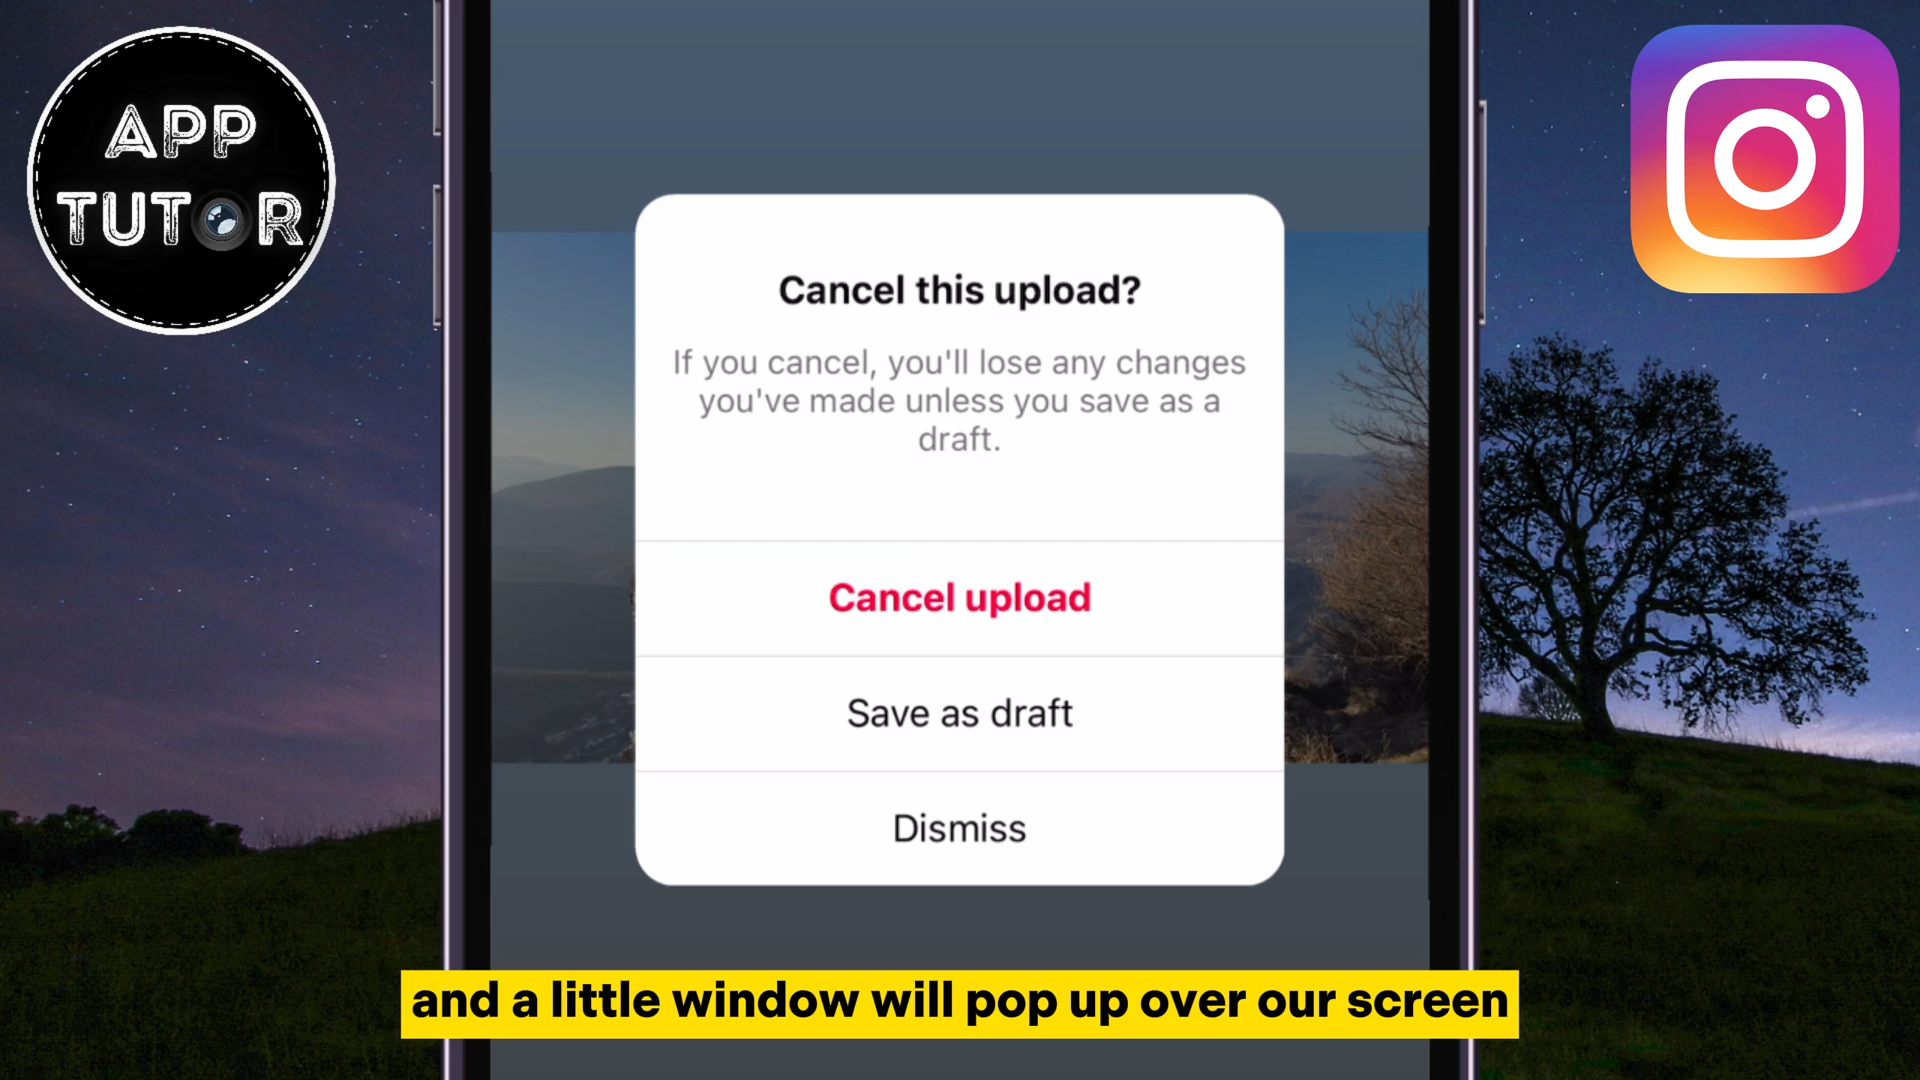 APP
TUTOR
Cancel this upload?
If you cancel, you'll lose any changes
you've made unless you save as a
draft.
Cancel upload
Save as draft
Dismiss
and a little window will pop up over our screen